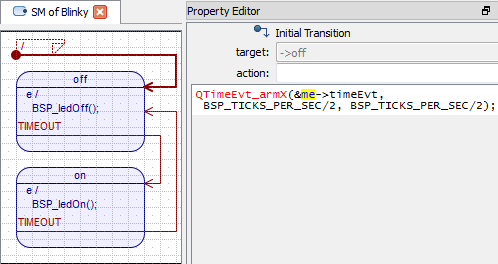 SM of Blinky
/
off
e /
BSP_ledOff();
TIMEOUT
on
e /
BSP_ledOn();
TIMEOUT
Property Editor
Initial Transition
target: ->off
action:
QTimeEvt_armX(&me->timeEvt,
BSP_TICKS_PER_SEC/2, BSP_TICKS_PER_SEC/2);